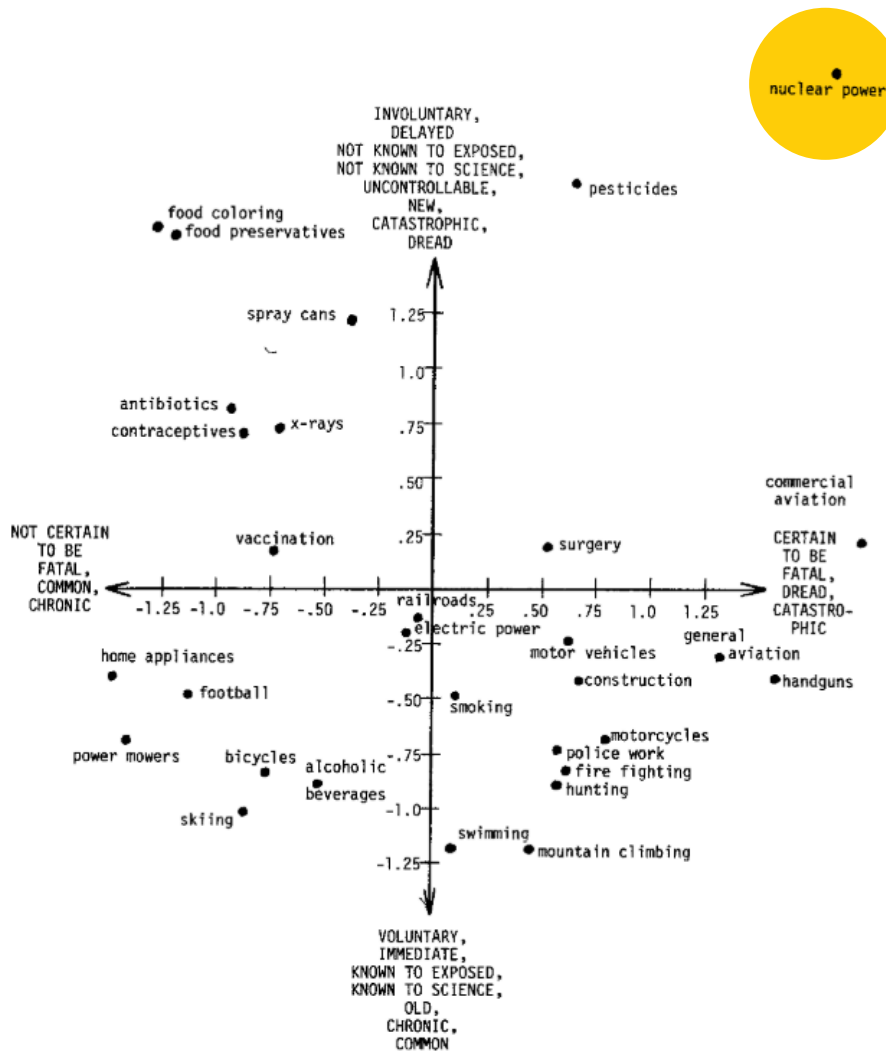 nuclear power
INVOLUNTARY,
DELAYED
NOT KNOWN TO EXPOSED,
NOT KNOWN TO SCIENCE,
UNCONTROLLABLE,
NEW,
CATASTROPHIC,
DREAD
pesticides
food coloring
food preservatives
spray cans
1.25
1.0
antibiotics
contraceptives
x-rays
.75
.50
commercial
aviation
NOT CERTAIN
TO BE
FATAL,
COMMON,
CHRONIC
vaccination
.25
surgery
CERTAIN
TO BE
FATAL,
DREAD,
CATASTRO-
PHIC
-1.25 -1.0 -.75 -.50 -.25 .25 .50 .75 1.0 1.25
railroads
electric power
-.25
motor vehicles
general
aviation
home appliances
football
construction
handguns
-.50
smoking
power mowers
bicycles
alcoholic
beverages
-.75
motorcycles
police work
fire fighting
hunting
skiing
-1.0
swimming
mountain climbing
-1.25
VOLUNTARY,
IMMEDIATE,
KNOWN TO EXPOSED,
KNOWN TO SCIENCE,
OLD,
CHRONIC,
COMMON